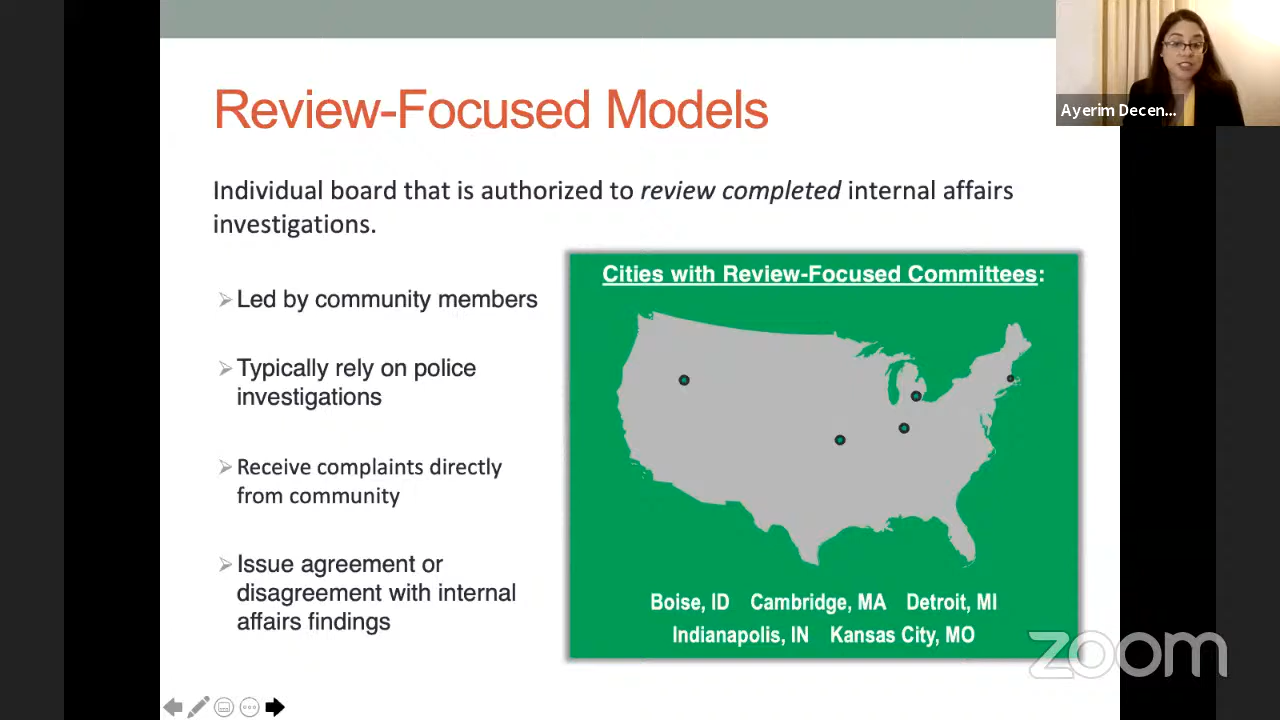 Review-Focused Models
Individual board that is authorized to review completed internal affairs
investigations.
Led by community members
Typically rely on police
investigations
Receive complaints directly
from community
Issue agreement or
disagreement with internal
affairs findings
Cities with Review-Focused Committees:
Boise, ID Cambridge, MA Detroit, MI
Indianapolis, IN Kansas City, MO
Ayerim Decen...
zoom